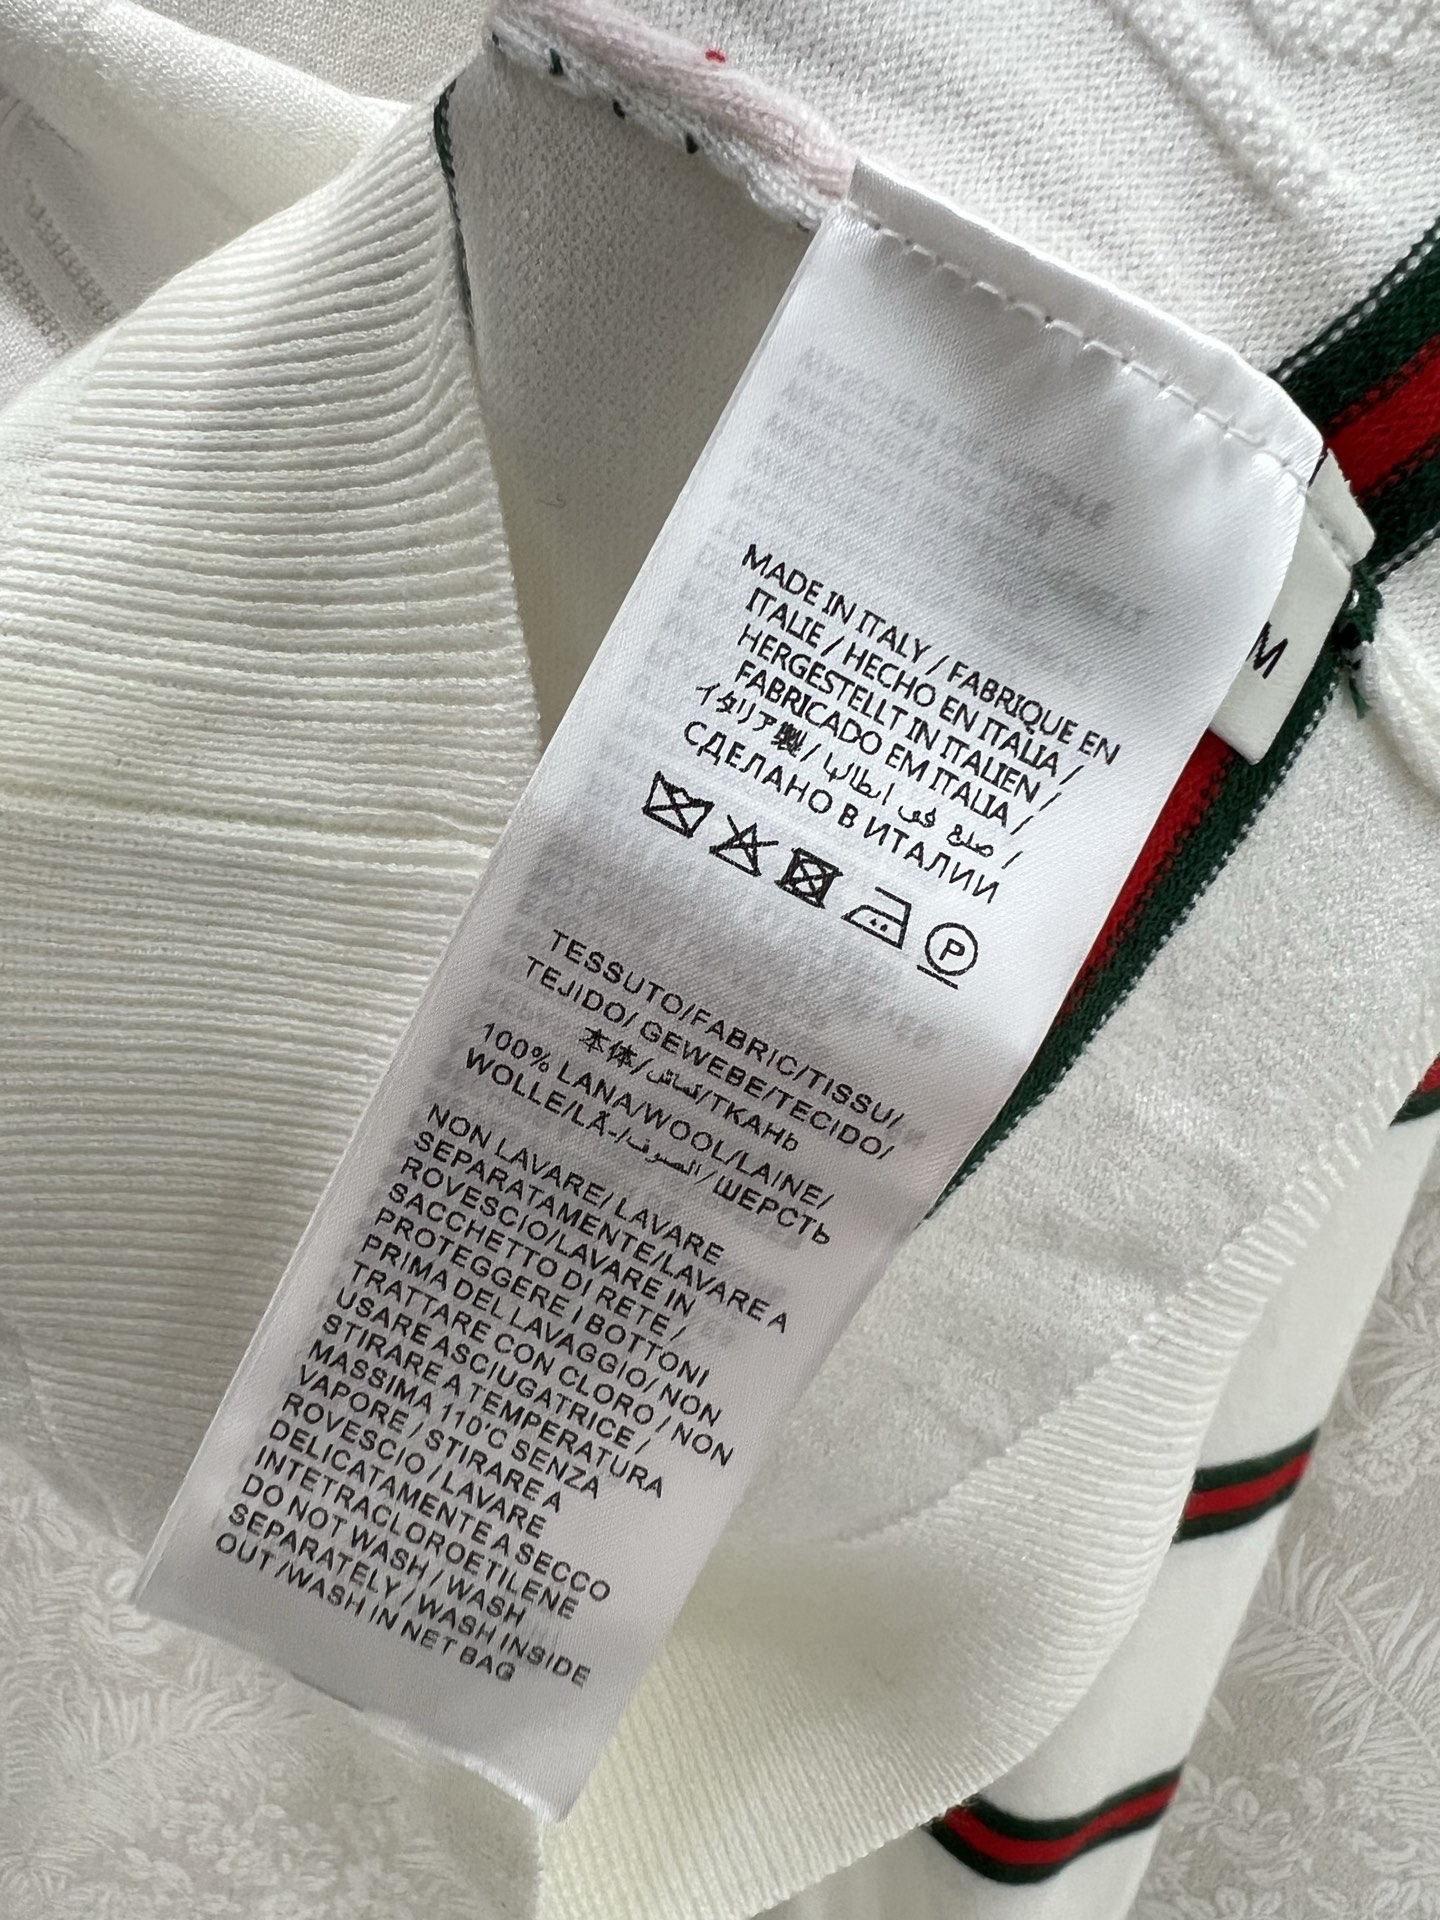 M
MADE IN ITALY / FABRIQUE EN
ITALIE / HECHO EN ITALIA /
HERGESTELLT IN ITALIEN /
FABRICADO EM ITALIA /
イタリア製 / صنع في ايطاليا /
СДЕЛАНО В ИТАЛИИ
P
TESSUTO/FABRIC/TISSU/
TEJIDO/ GEWEBE/TECIDO/
本体/قماش/ТКАНЬ
100% LANA/WOOL/LAINE/
WOLLE/LÃ-/الصوف/ШЕРСТЬ
NON LAVARE/ LAVARE
SEPARATAMENTE/LAVARE A
ROVESCIO/LAVARE IN
SACCHETTO DI RETE /
PROTEGGERE I BOTTONI
PRIMA DEL LAVAGGIO/ NON
TRATTARE CON CLORO / NON
USARE ASCIUGATRICE /
STIRARE A TEMPERATURA
MASSIMA 110'C SENZA
VAPORE / STIRARE A
ROVESCIO / LAVARE
DELICATAMENTE A SECCO
INTETRACLOROETILENE
DO NOT WASH / WASH
SEPARATELY / WASH INSIDE
OUT /WASH IN NET BAG